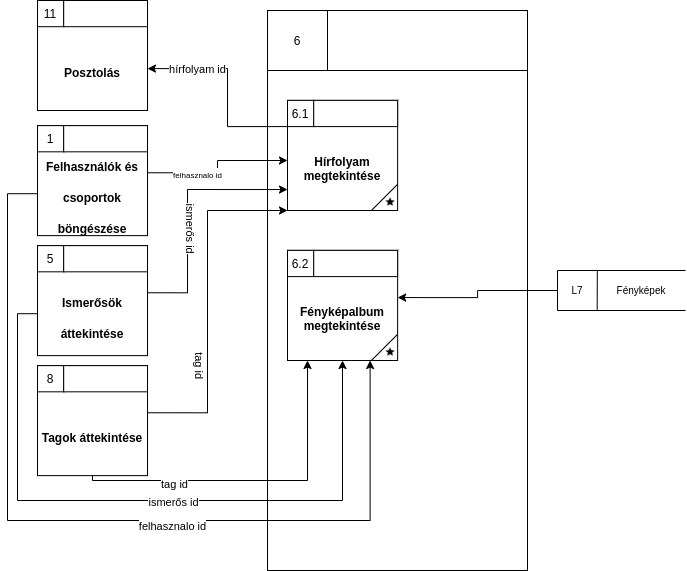 11
Posztolás
hírfolyam id
6
1
Felhasználók és
csoportok
böngészése
felhasznalo id
6.1
Hírfolyam
megtekintése
ismerős id
5
Ismerősök
áttekintése
6.2
Fényképalbum
megtekintése
L7
Fényképek
tag id
8
Tagok áttekintése
tag id
ismerős id
felhasznalo id